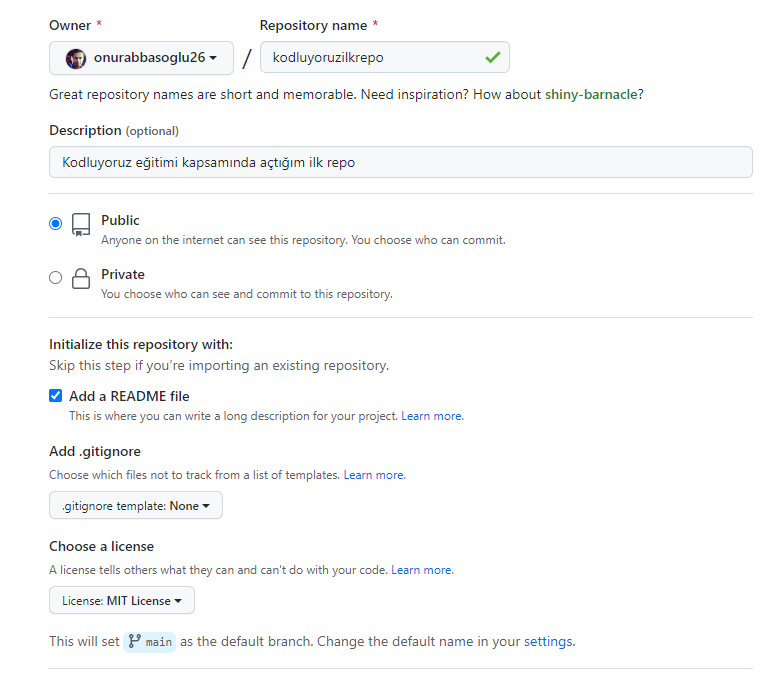 Owner * Repository name *
onurabbasoglu26 / kodluyoruzilkrepo
Great repository names are short and memorable. Need inspiration? How about shiny-barnacle?
Description (optional)
Kodluyoruz eğitimi kapsamında açtığım ilk repo
Public
Anyone on the internet can see this repository. You choose who can commit.
Private
You choose who can see and commit to this repository.
Initialize this repository with:
Skip this step if you’re importing an existing repository.
Add a README file
This is where you can write a long description for your project. Learn more.
Add .gitignore
Choose which files not to track from a list of templates. Learn more.
.gitignore template: None
Choose a license
A license tells others what they can and can't do with your code. Learn more.
License: MIT License
This will set main as the default branch. Change the default name in your settings.